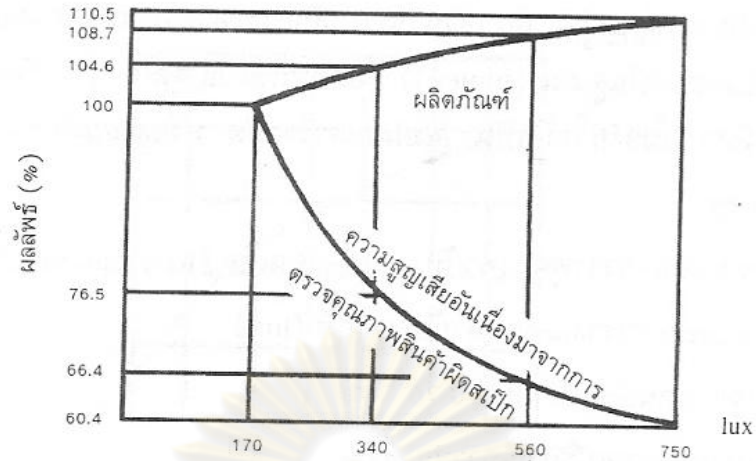 110.5
108.7
104.6
100
76.5
66.4
60.4
ผลลัพธ์ (%)
ผลิตภัณฑ์
ความสูญเสียอันเนื่องมาจากการ
ตรวจคุณภาพสินค้าผิดสเป็ก
170 340 560 750 lux